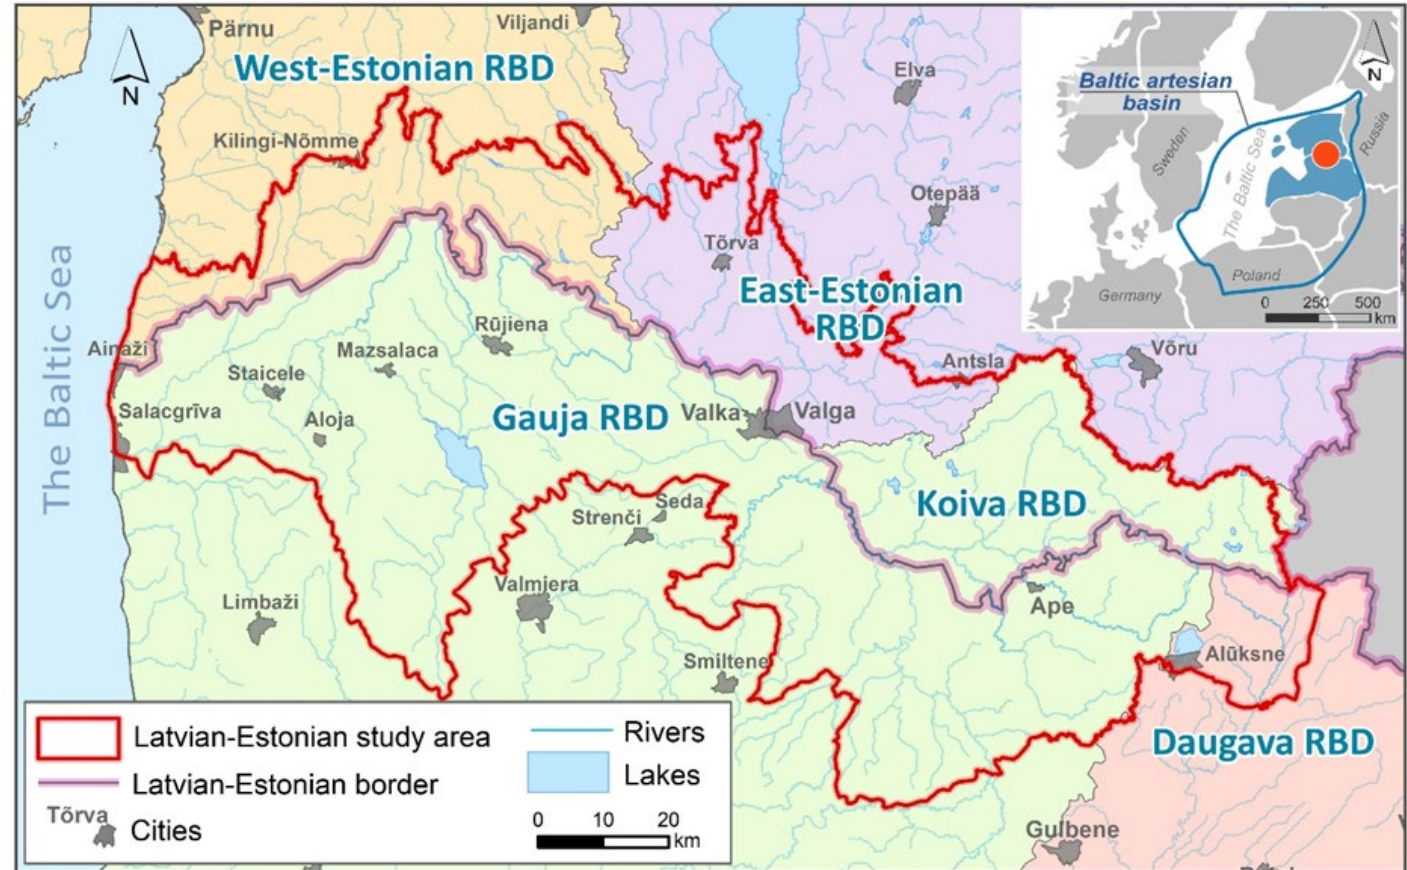 Pärnu
Viljandi
West-Estonian RBD
N
Elva
Kilingi-Nõmme
Otepää
Tõrva
East-Estonian
RBD
The Baltic Sea
Ainaži
Rūjiena
Mazsalaca
Staicele
Antsla
Võru
Salacgrīva
Aloja
Gauja RBD
Valka
Valga
Koiva RBD
Seda
Strenči
Valmiera
Limbaži
Ape
Smiltene
Alūksne
Daugava RBD
Gulbene
Baltic artesian
basin
N
Sweden
Russia
The Baltic Sea
Poland
Germany
0 250 500
km
Latvian-Estonian study area
Latvian-Estonian border
Tõrva
Cities
Rivers
Lakes
0 10 20
km